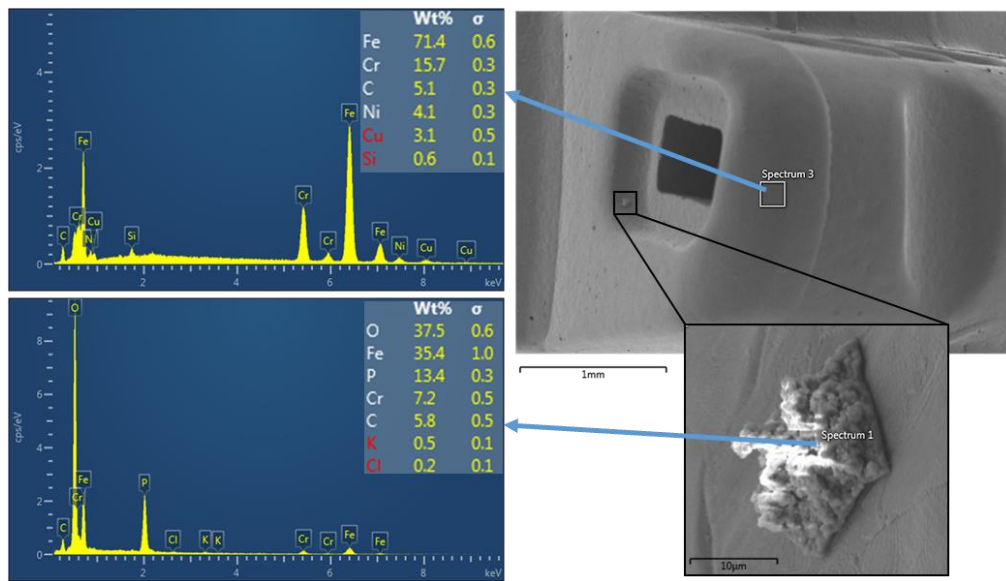 Wt% σ
Fe 71.4 0.6
Cr 15.7 0.3
C 5.1 0.3
Ni 4.1 0.3
Cu 3.1 0.5
Si 0.6 0.1
cps/eV
4
2
0
Fe
Cr
Cu
C
Ni
Si
Cr
Cr
Fe
Fe
Ni
Cu
Cu
2
4
6
8
keV
Spectrum 3
1mm
Wt% σ
O 37.5 0.6
Fe 35.4 1.0
P 13.4 0.3
Cr 7.2 0.5
C 5.8 0.5
K 0.5 0.1
Cl 0.2 0.1
cps/eV
8
6
4
2
0
O
Cr
Fe
C
P
Cl
K
K
Cr
Cr
Fe
Fe
2
4
6
8
keV
Spectrum 1
10µm